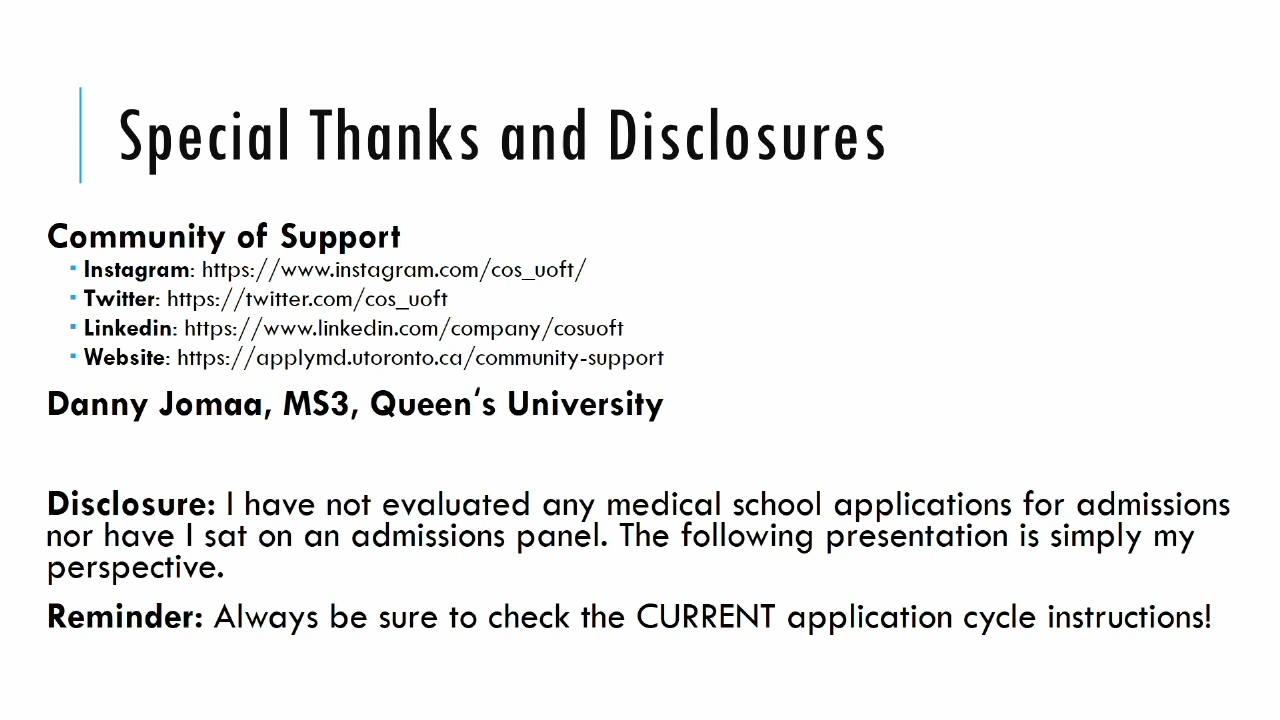 Special Thanks and Disclosures
Community of Support
▪ Instagram: https://www.instagram.com/cos_uoft/
▪ Twitter: https://twitter.com/cos_uoft
▪ Linkedin: https://www.linkedin.com/company/cosuoft
▪ Website: https://applymd.utoronto.ca/community-support
Danny Jomaa, MS3, Queen‘s University
Disclosure: I have not evaluated any medical school applications for admissions
nor have I sat on an admissions panel. The following presentation is simply my
perspective.
Reminder: Always be sure to check the CURRENT application cycle instructions!